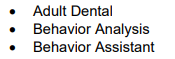 • Adult Dental
• Behavior Analysis
• Behavior Assistant